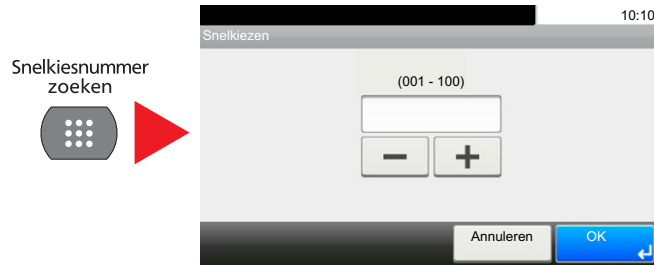 10:10
Snelkiezen
Snelkiesnummer
zoeken
(001 - 100)
Annuleren
OK